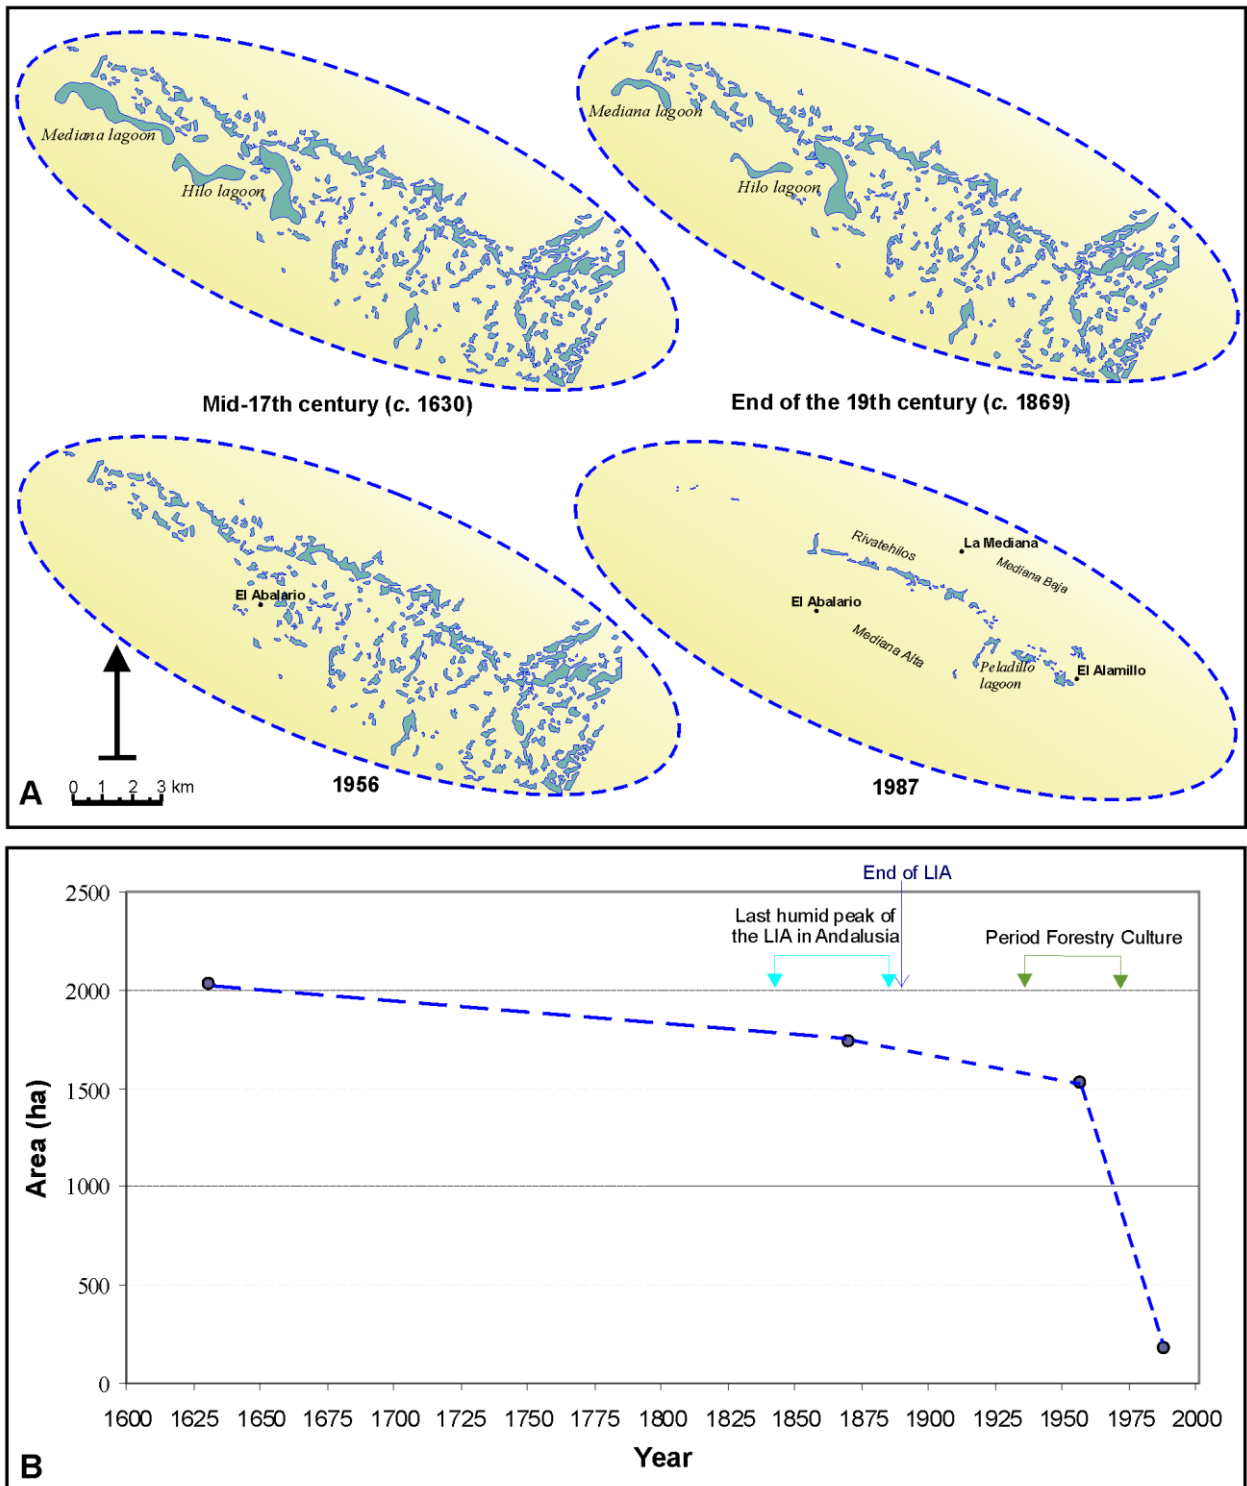 Mediana lagoon
Hilo lagoon
Mid-17th century (c. 1630)
Mediana lagoon
Hilo lagoon
End of the 19th century (c. 1869)
El Abalario
1956
0 1 2 3 km
A
Rivatehilos
La Mediana
Mediana Baja
El Abalario
Mediana Alta
Peladillo
lagoon
El Alamillo
1987
End of LIA
Last humid peak of
the LIA in Andalusia
Period Forestry Culture
2500
2000
1500
1000
500
0
Area (ha)
1600 1625 1650 1675 1700 1725 1750 1775 1800 1825 1850 1875 1900 1925 1950 1975 2000
Year
B